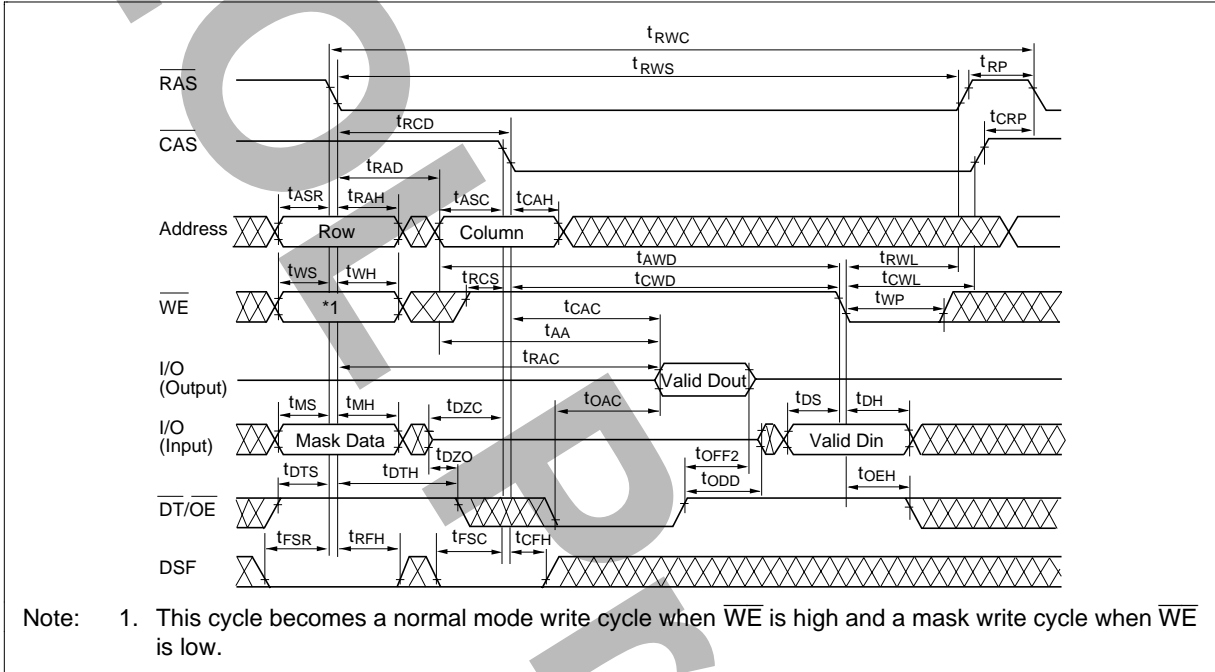 tRWC
tRWS
tRP
RAS
tCRP
tRCD
CAS
tRAD
tASR tRAH tASC tCAH
Address Row Column
tAWD tRWL
tWS tWH tRCS tCWD tCWL
WE *1 tWP
tCAC
tAA
tRAC
I/O
(Output) Valid Dout
tMS tMH tDZC tOAC tDS tDH
I/O
(Input) Mask Data Valid Din
tDZO tOFF2
tDTS tDTH tODD tOEH
DT/OE
tFSR tRFH tFSC tCFH
DSF
Note: 1. This cycle becomes a normal mode write cycle when WE is high and a mask write cycle when WE
is low.